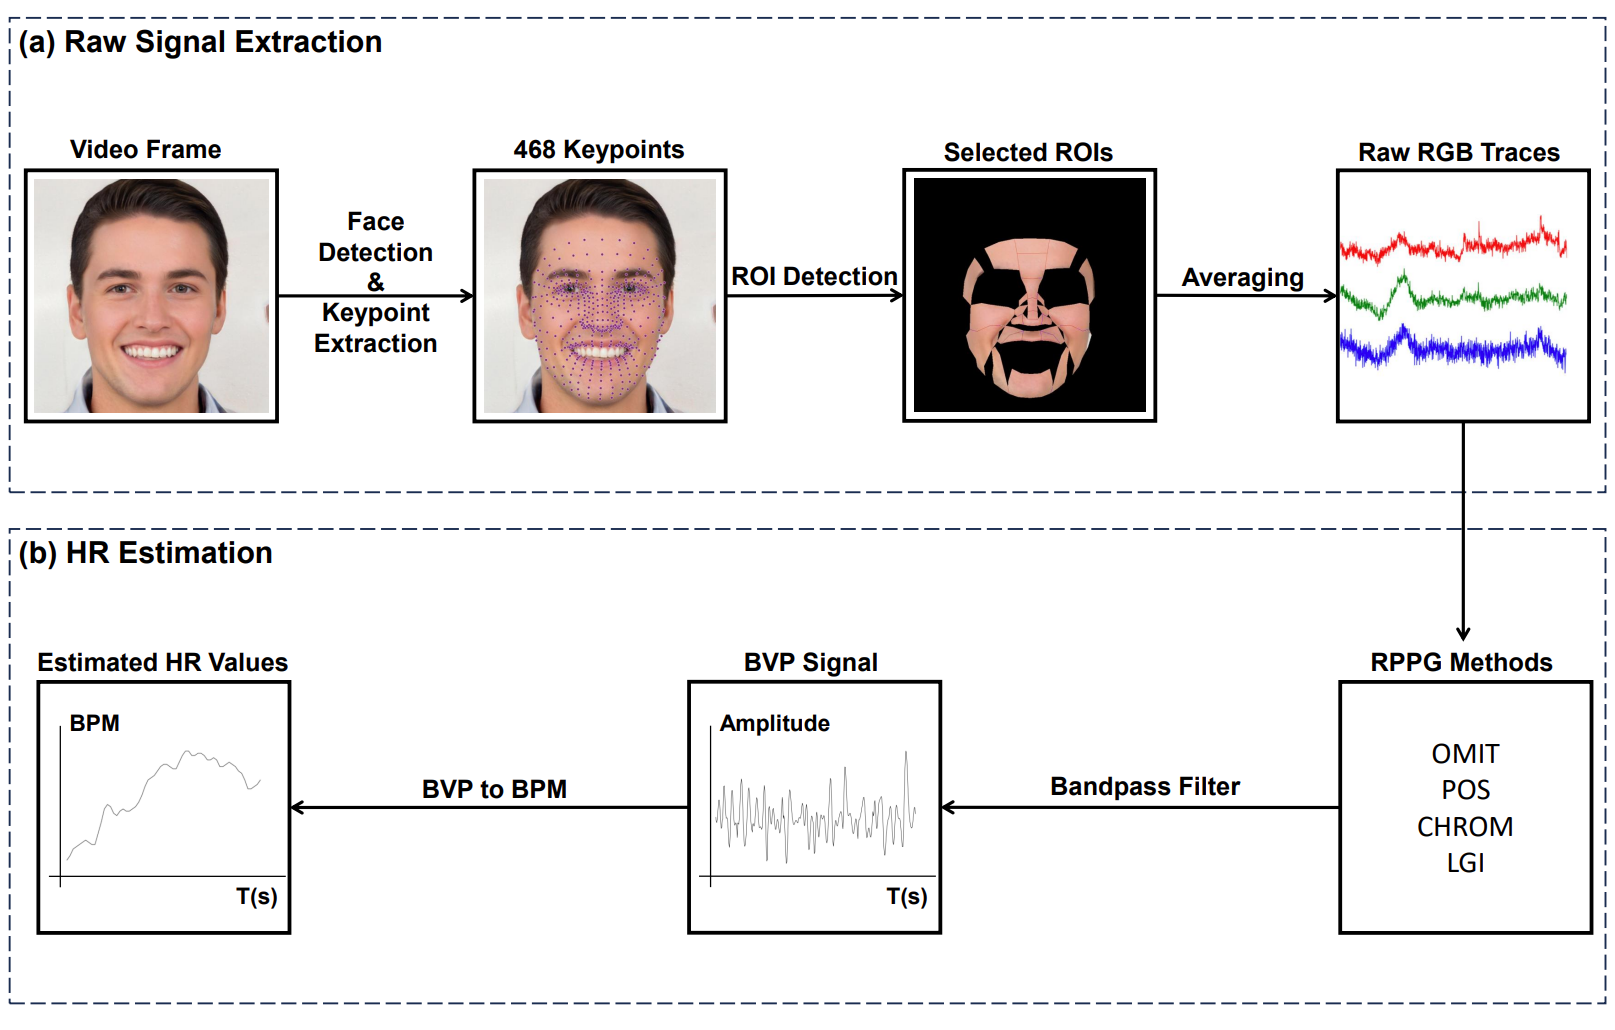 (a) Raw Signal Extraction
Video Frame
468 Keypoints
Selected ROIs
Raw RGB Traces
Face
Detection
&
Keypoint
Extraction
ROI Detection
Averaging
(b) HR Estimation
Estimated HR Values
BVP Signal
RPPG Methods
BPM
T(s)
BVP to BPM
Amplitude
T(s)
Bandpass Filter
OMIT
POS
CHROM
LGI